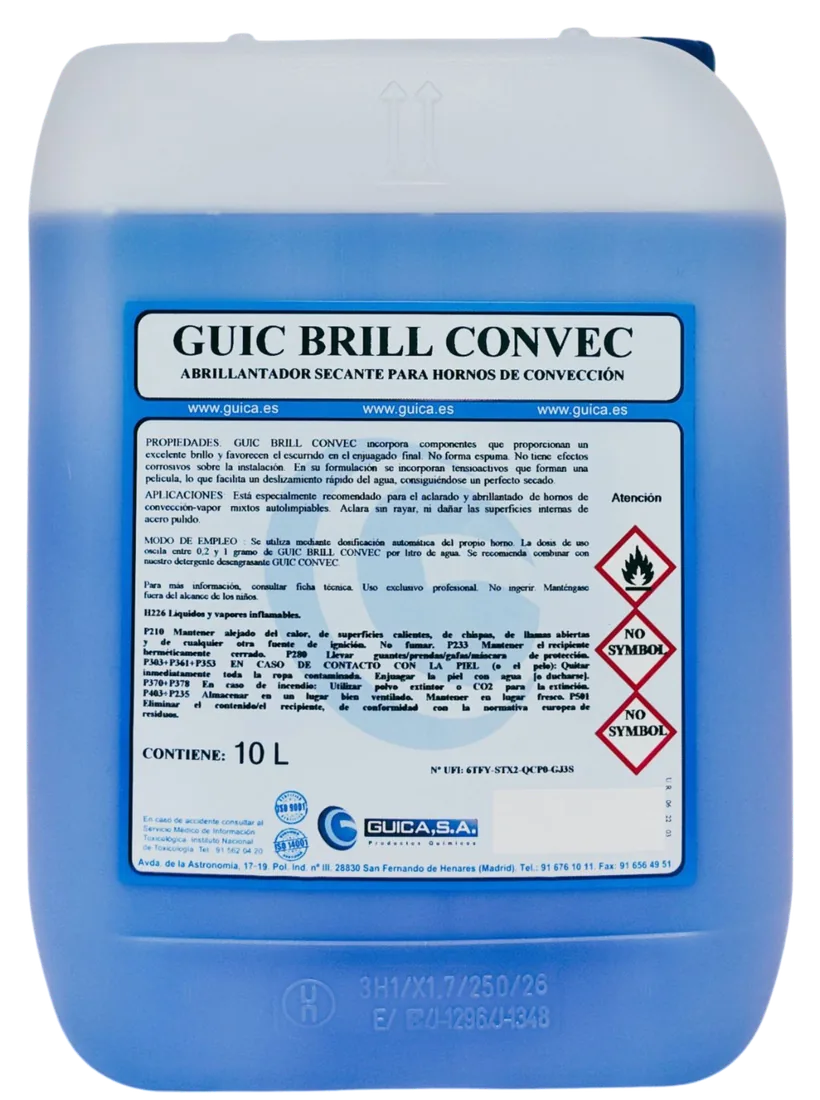 GUIC BRILL CONVEC
ABRILLANTADOR SECANTE PARA HORNOS DE CONVECCIÓN
www.guica.es www.guica.es www.guica.es
PROPIEDADES. GUIC BRILL CONVEC incorpora componentes que proporcionan un
excelente brillo y favorecen el escurrido en el enjuagado final. No forma espuma. No tiene efectos
corrosivos sobre la instalación. En su formulación se incorporan tensioactivos que forman una
película, lo que facilita un deslizamiento rápido del agua, consiguiéndose un perfecto secado.
APLICACIONES: Está especialmente recomendado para el aclarado y abrillantado de hornos de
convección-vapor mixtos autolimpiables. Aclara sin rayar, ni dañar las superficies internas de
acero pulido.
Atención
MODO DE EMPLEO : Se utiliza mediante dosificación automática del propio horno. La dosis de uso
oscila entre 0,2 y 1 gramo de GUIC BRILL CONVEC por litro de agua. Se recomienda combinar con
nuestro detergente desengrasante GUIC CONVEC.
Para más información, consultar ficha técnica. Uso exclusivo profesional. No ingerir. Manténgase
fuera del alcance de los niños.
H226 Líquidos y vapores inflamables.
P210 Mantener alejado del calor, de superficies calientes, de chispas, de llamas abiertas
y de cualquier otra fuente de ignición. No fumar. P233 Mantener el recipiente
herméticamente cerrado. P280 Llevar guantes/prendas/gafas/máscara de protección.
P303+P361+P353 EN CASO DE CONTACTO CON LA PIEL (o el pelo): Quitar
inmediatamente toda la ropa contaminada. Enjuagar la piel con agua [o ducharse].
P370+P378 En caso de incendio: Utilizar polvo extintor o CO2 para la extinción.
P403+P235 Almacenar en un lugar bien ventilado. Mantener en lugar fresco. P501
Eliminar el contenido/el recipiente, de conformidad con la normativa europea de
residuos.
NO
SYMBOL
NO
SYMBOL
CONTIENE: 10 L
Nº UFI: 6TFY-STX2-QCP0-GJ3S
U.R. 06 22 03
En caso de accidente consultar al
Servicio Médico de Información
Toxicológica. Instituto Nacional
de Toxicología Tel: 91 562 04 20
ISO 9001
ISO 14001
GUICA, S.A.
Productos Químicos
Avda. de la Astronomía, 17-19. Pol. Ind. nº III. 28830 San Fernando de Henares (Madrid). Tel.: 91 676 10 11. Fax: 91 656 49 51
3H1/X1.7/250/26